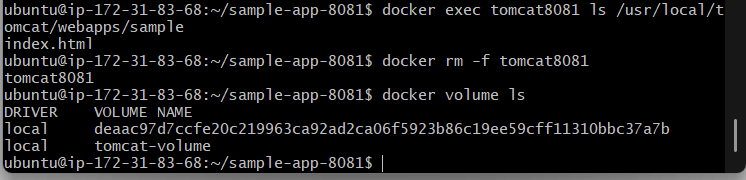 ubuntu@ip-172-31-83-68:~/sample-app-8081$ docker exec tomcat8081 ls /usr/local/t
omcat/webapps/sample
index.html
ubuntu@ip-172-31-83-68:~/sample-app-8081$ docker rm -f tomcat8081
tomcat8081
ubuntu@ip-172-31-83-68:~/sample-app-8081$ docker volume ls
DRIVER    VOLUME NAME
local     deaac97d7ccfe20c219963ca92ad2ca06f5923b86c19ee59cff11310bbc37a7b
local     tomcat-volume
ubuntu@ip-172-31-83-68:~/sample-app-8081$